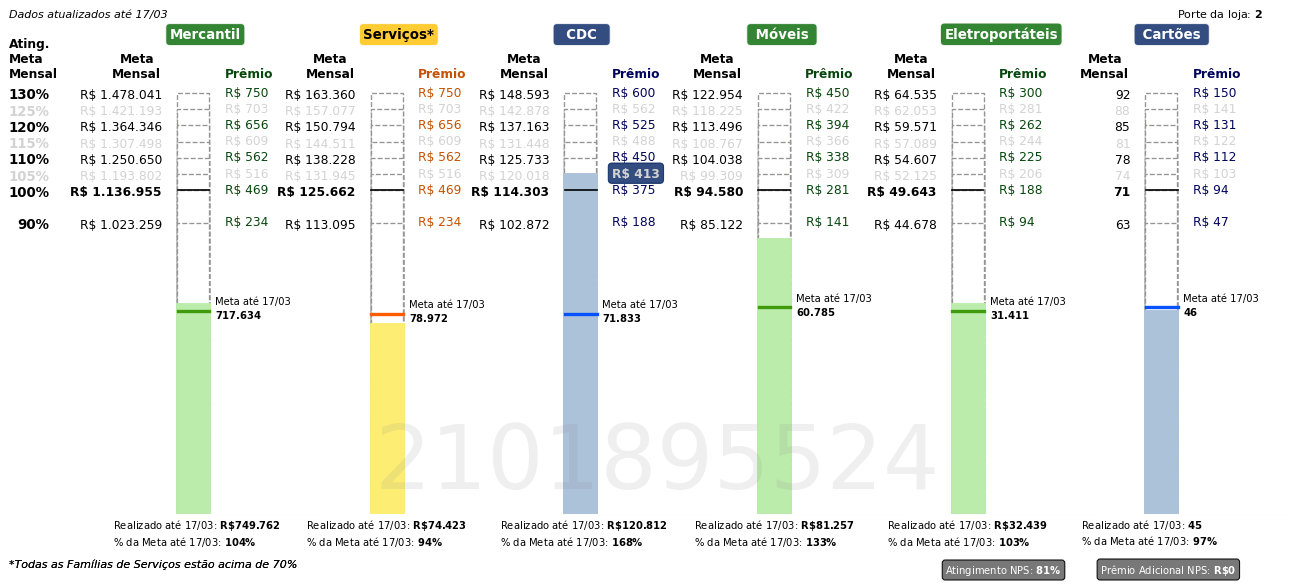 Dados atualizados até 17/03 Porte da loja: 2
Mercantil Serviços* CDC Móveis Eletroportáteis Cartões
Ating. Meta Mensal Meta Mensal Prêmio Meta Mensal Prêmio Meta Mensal Prêmio Meta Mensal Prêmio Meta Mensal Prêmio Meta Mensal Prêmio
130% R$ 1.478.041 R$ 750 R$ 163.360 R$ 750 R$ 148.593 R$ 600 R$ 122.954 R$ 450 R$ 64.535 R$ 300 92 R$ 150
125% R$ 1.421.193 R$ 703 R$ 157.077 R$ 703 R$ 142.878 R$ 562 R$ 118.225 R$ 422 R$ 62.053 R$ 281 88 R$ 141
120% R$ 1.364.346 R$ 656 R$ 150.794 R$ 656 R$ 137.163 R$ 525 R$ 113.496 R$ 394 R$ 59.571 R$ 262 85 R$ 131
115% R$ 1.307.498 R$ 609 R$ 144.511 R$ 609 R$ 131.448 R$ 488 R$ 108.767 R$ 366 R$ 57.089 R$ 244 81 R$ 122
110% R$ 1.250.650 R$ 562 R$ 138.228 R$ 562 R$ 125.733 R$ 450 R$ 104.038 R$ 338 R$ 54.607 R$ 225 78 R$ 112
105% R$ 1.193.802 R$ 516 R$ 131.945 R$ 516 R$ 120.018 R$ 413 R$ 99.309 R$ 309 R$ 52.125 R$ 206 74 R$ 103
100% R$ 1.136.955 R$ 469 R$ 125.662 R$ 469 R$ 114.303 R$ 375 R$ 94.580 R$ 281 R$ 49.643 R$ 188 71 R$ 94
90% R$ 1.023.259 R$ 234 R$ 113.095 R$ 234 R$ 102.872 R$ 188 R$ 85.122 R$ 141 R$ 44.678 R$ 94 63 R$ 47
Meta até 17/03 Meta até 17/03 Meta até 17/03 Meta até 17/03 Meta até 17/03 Meta até 17/03
717.634 78.972 71.833 60.785 31.411 46
2101895524
Realizado até 17/03: R$749.762 Realizado até 17/03: R$74.423 Realizado até 17/03: R$120.812 Realizado até 17/03: R$81.257 Realizado até 17/03: R$32.439 Realizado até 17/03: 45
% da Meta até 17/03: 104% % da Meta até 17/03: 94% % da Meta até 17/03: 168% % da Meta até 17/03: 133% % da Meta até 17/03: 103% % da Meta até 17/03: 97%
*Todas as Famílias de Serviços estão acima de 70% Atingimento NPS: 81% Prêmio Adicional NPS: R$0